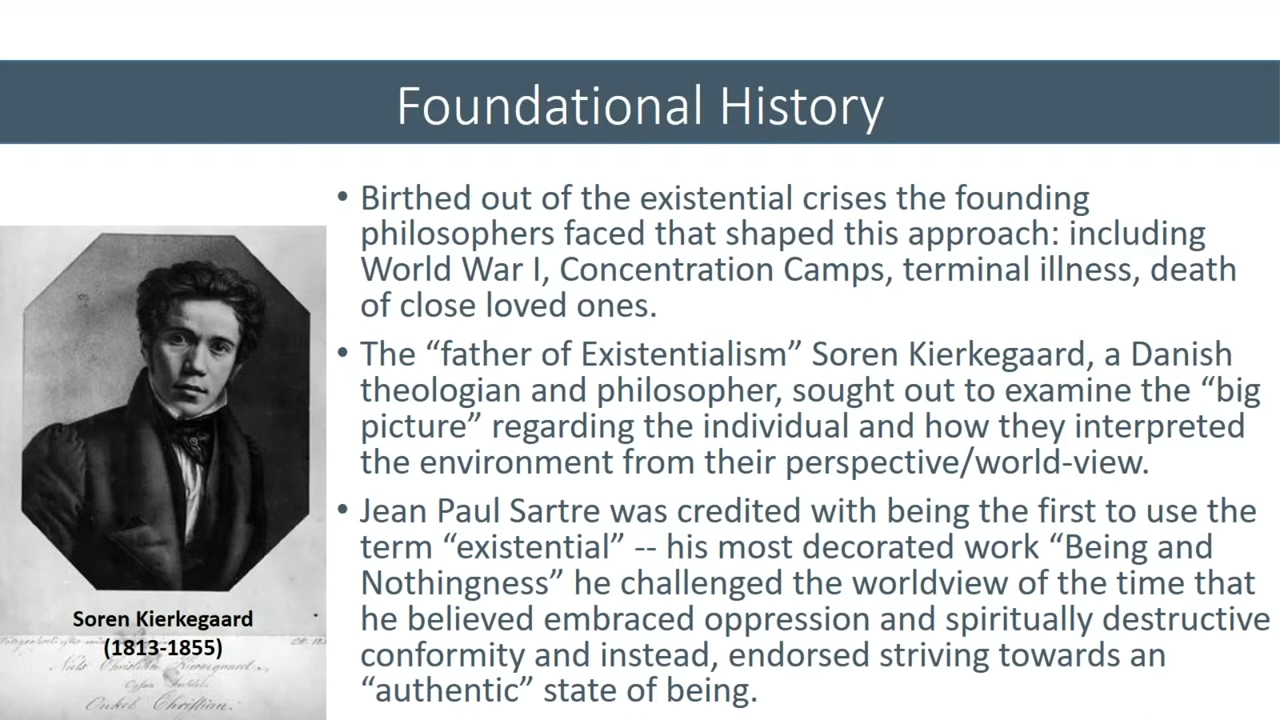 Foundational History
• Birthed out of the existential crises the founding
philosophers faced that shaped this approach: including
World War I, Concentration Camps, terminal illness, death
of close loved ones.
• The “father of Existentialism” Soren Kierkegaard, a Danish
theologian and philosopher, sought out to examine the “big
picture” regarding the individual and how they interpreted
the environment from their perspective/world-view.
• Jean Paul Sartre was credited with being the first to use the
term “existential” -- his most decorated work “Being and
Nothingness” he challenged the worldview of the time that
he believed embraced oppression and spiritually destructive
conformity and instead, endorsed striving towards an
“authentic” state of being.
Soren Kierkegaard
(1813-1855)
Onkel Christian.